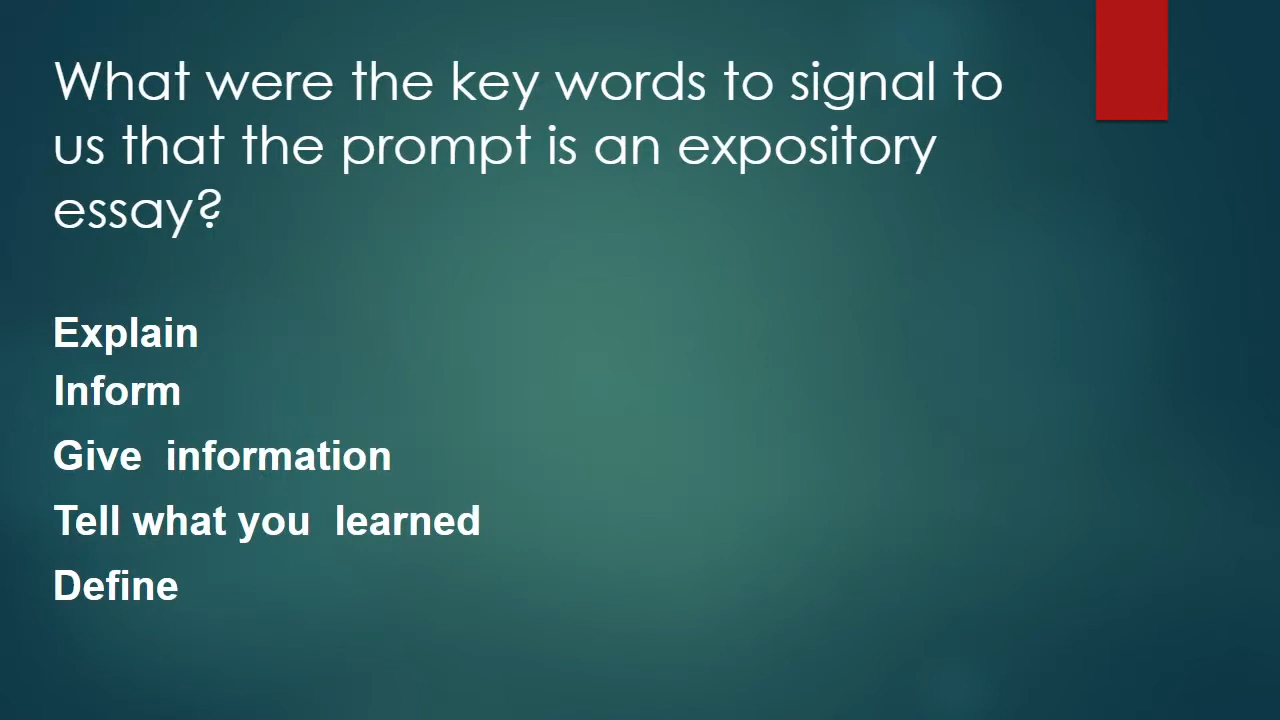 What were the key words to signal to
us that the prompt is an expository
essay?
Explain
Inform
Give  information
Tell what you  learned
Define